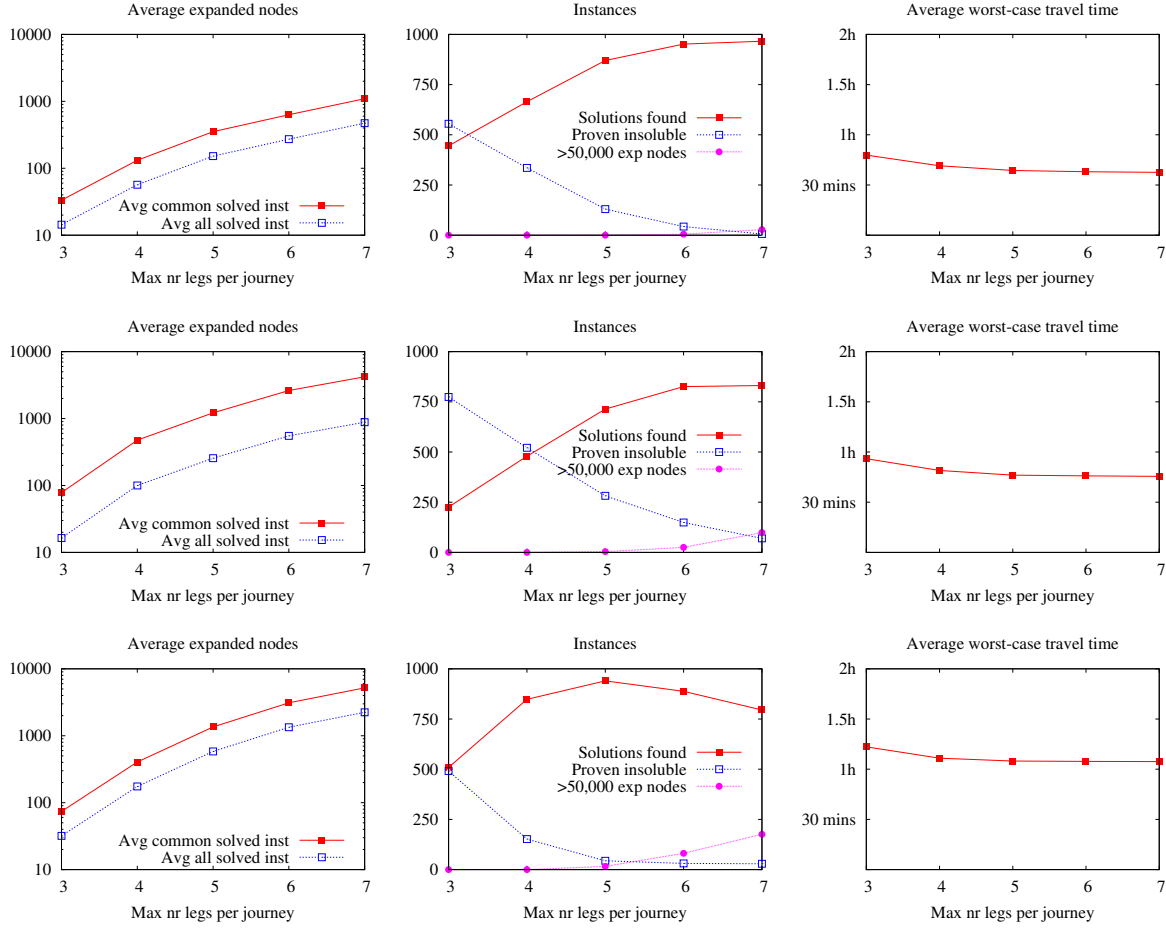 Average expanded nodes
10000
1000
100
10
Avg common solved inst
Avg all solved inst
3 4 5 6 7
Max nr legs per journey
Instances
1000
750
500
250
0
Solutions found
Proven insoluble
>50,000 exp nodes
3 4 5 6 7
Max nr legs per journey
Average worst-case travel time
2h
1.5h
1h
30 mins
3 4 5 6 7
Max nr legs per journey
Average expanded nodes
10000
1000
100
10
Avg common solved inst
Avg all solved inst
3 4 5 6 7
Max nr legs per journey
Instances
1000
750
500
250
0
Solutions found
Proven insoluble
>50,000 exp nodes
3 4 5 6 7
Max nr legs per journey
Average worst-case travel time
2h
1.5h
1h
30 mins
3 4 5 6 7
Max nr legs per journey
Average expanded nodes
10000
1000
100
10
Avg common solved inst
Avg all solved inst
3 4 5 6 7
Max nr legs per journey
Instances
1000
750
500
250
0
Solutions found
Proven insoluble
>50,000 exp nodes
3 4 5 6 7
Max nr legs per journey
Average worst-case travel time
2h
1.5h
1h
30 mins
3 4 5 6 7
Max nr legs per journey